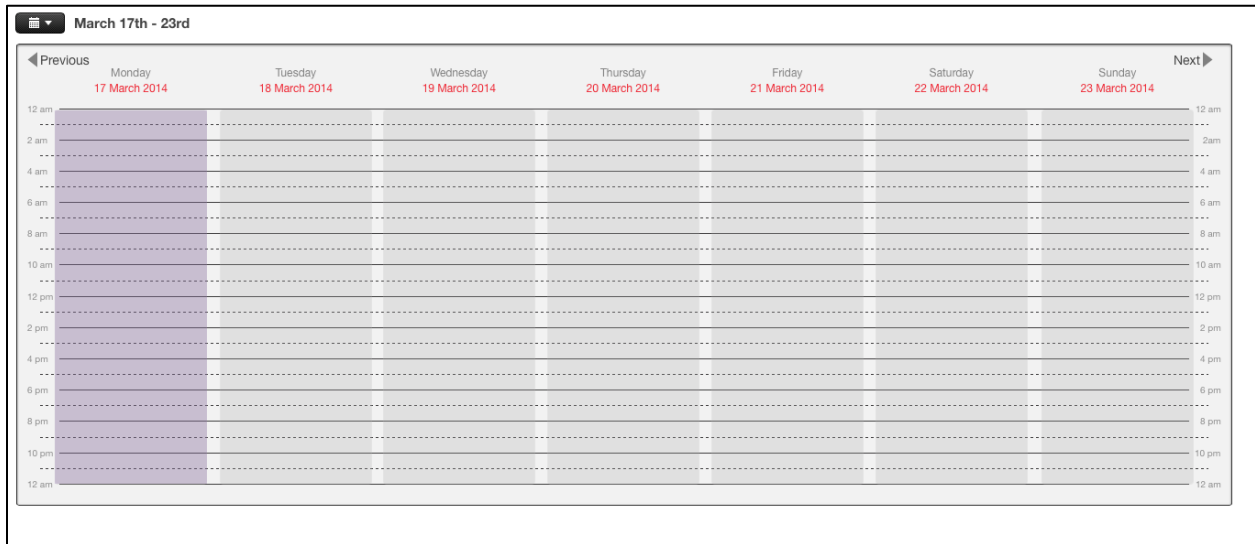 March 17th - 23rd
Previous
Next
Monday Tuesday Wednesday Thursday Friday Saturday Sunday
17 March 2014 18 March 2014 19 March 2014 20 March 2014 21 March 2014 22 March 2014 23 March 2014
12 am 12 am
2 am 2am
4 am 4 am
6 am 6 am
8 am 8 am
10 am 10 am
12 pm 12 pm
2 pm 2 pm
4 pm 4 pm
6 pm 6 pm
8 pm 8 pm
10 pm 10 pm
12 am 12 am